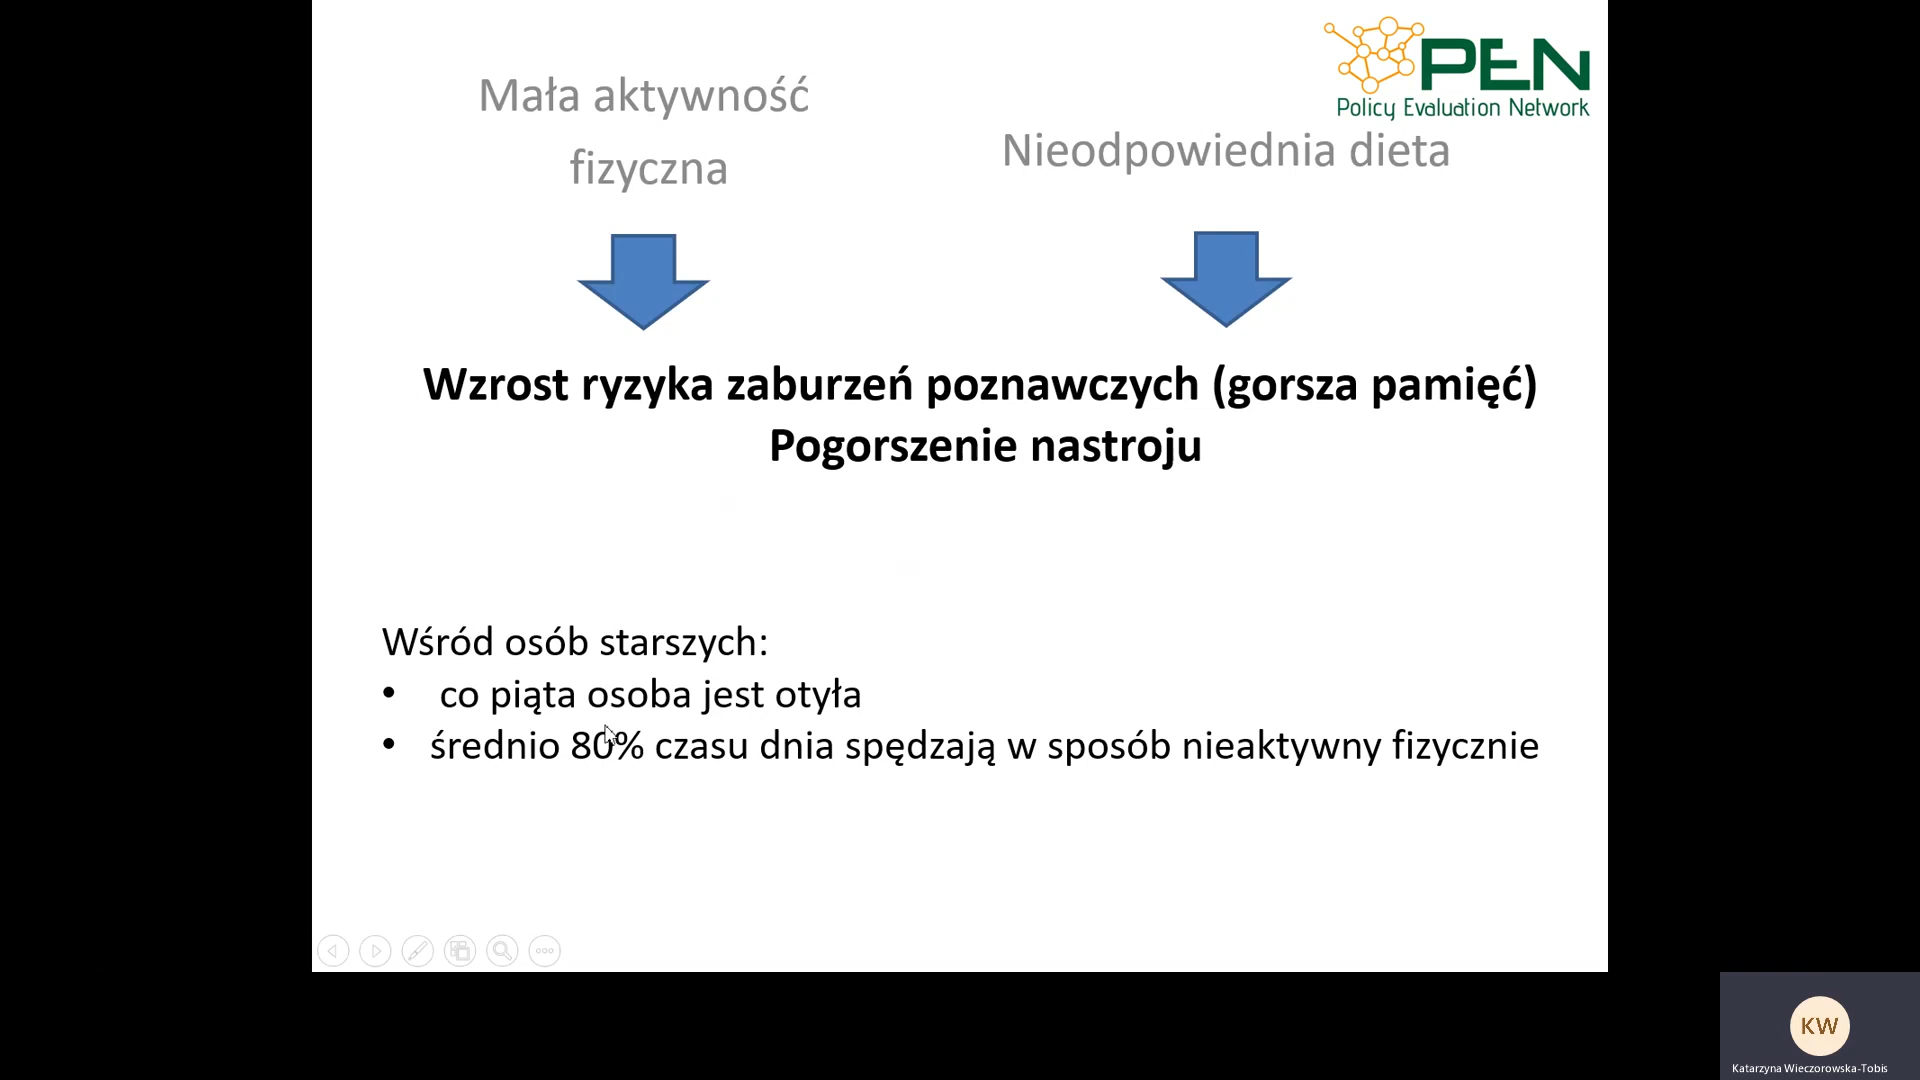 PEN
Policy Evaluation Network
Mała aktywność
fizyczna
Nieodpowiednia dieta
Wzrost ryzyka zaburzeń poznawczych (gorsza pamięć)
Pogorszenie nastroju
Wśród osób starszych:
• co piąta osoba jest otyła
• średnio 80% czasu dnia spędzają w sposób nieaktywny fizycznie
KW
Katarzyna Wieczorowska-Tobis